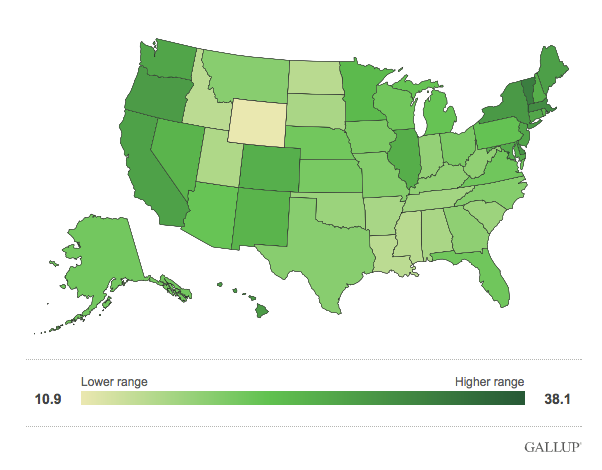 Lower range
Higher range
10.9
38.1
GALLUP®